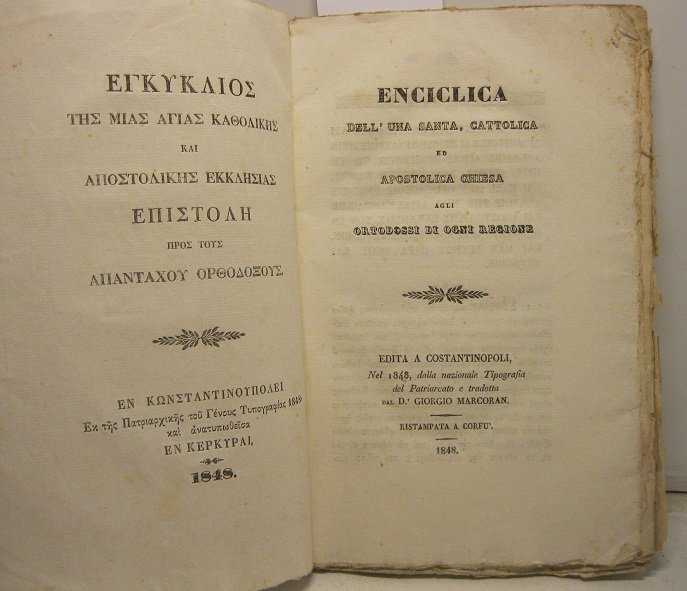 ΕΓΚΥΚΛΙΟΣ
ΤΗΣ ΜΙΑΣ ΑΓΙΑΣ ΚΑΘΟΛΙΚΗΣ
ΚΑΙ
ΑΠΟΣΤΟΛΙΚΗΣ ΕΚΚΛΗΣΙΑΣ
ΕΠΙΣΤΟΛΗ
ΠΡΟΣ ΤΟΥΣ
ΑΠΑΝΤΑΧΟΥ ΟΡΘΟΔΟΞΟΥΣ.
ΕΝ ΚΩΝΣΤΑΝΤΙΝΟΥΠΟΛΕΙ
Εκ τῆς Πατριαρχικῆς τοῦ Γένους Τυπογραφίας 1848
καὶ ἀνατυπωθεῖσα
ΕΝ ΚΕΡΚΥΡΑΙ,
1848.
ENCICLICA
DELL' UNA SANTA, CATTOLICA
ED
APOSTOLICA CHIESA
AGLI
ORTODOSSI DI OGNI REGIONE
EDITA A COSTANTINOPOLI,
Nel 1848, dalla nazionale Tipografia
del Patriarcato e tradotta
DAL D.r GIORGIO MARCORAN.
RISTAMPATA A CORFU'.
1848.